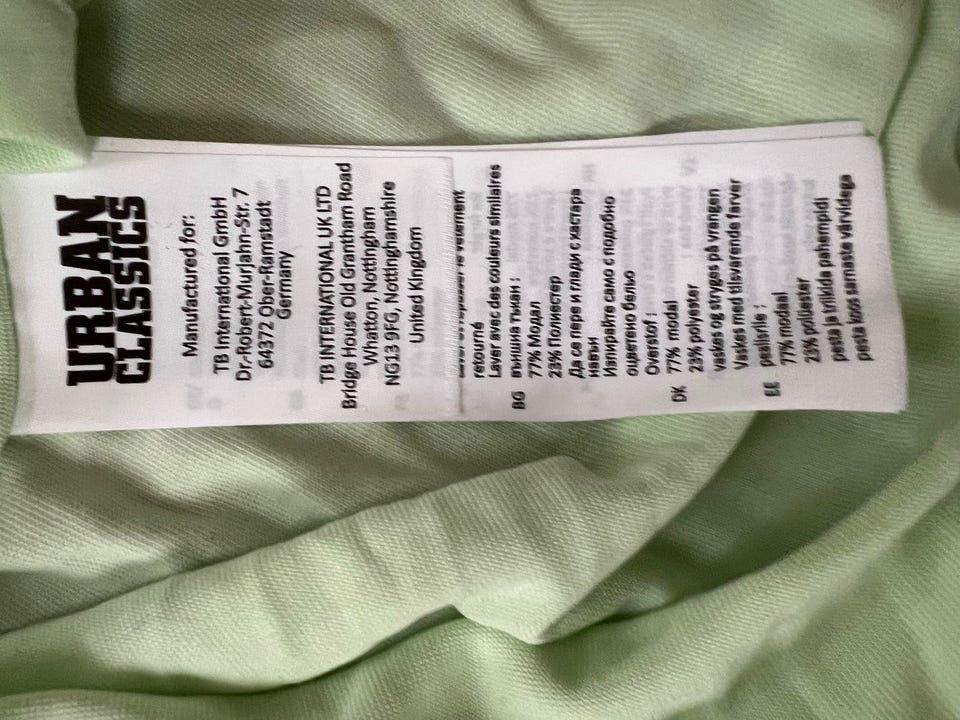 URBAN
CLASSICS
Manufactured for:
TB International GmbH
Dr.-Robert-Murjahn-Str. 7
64372 Ober-Ramstadt
Germany
TB INTERNATIONAL UK LTD
Bridge House Old Grantham Road
Whatton, Nottingham
NG13 9FG, Nottinghamshire
United Kingdom
le vêtement
retourné
Laver avec des couleurs similaires
BG външна тъкан :
77% Модал
23% Полиестер
Да се пере и глади с хастара
навън
Изпирайте само с подобно
оцветено бельо
DK Overstof :
77% modal
23% polyester
vaskes og stryges på vrangen
Vaskes med tilsvarende farver
EE pealisriie :
77% modal
23% polüester
pesta ja triikida pahempidi
pesta koos sarnaste värvidega